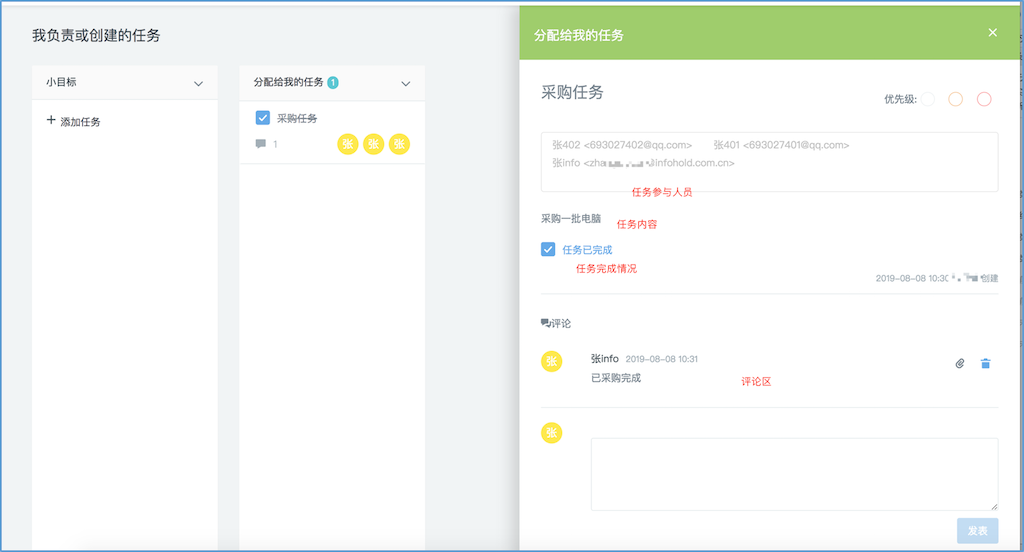 我负责或创建的任务
小目标
添加任务
分配给我的任务 1
采购任务
1
张 张 张
分配给我的任务
采购任务
优先级:
张402 <693027402@qq.com> 张401 <693027401@qq.com>
张info <zha infohold.com.cn>
任务参与人员
采购一批电脑
任务内容
任务已完成
任务完成情况
2019-08-08 10:30 创建
评论
张
张info 2019-08-08 10:31
已采购完成
评论区
张
发表